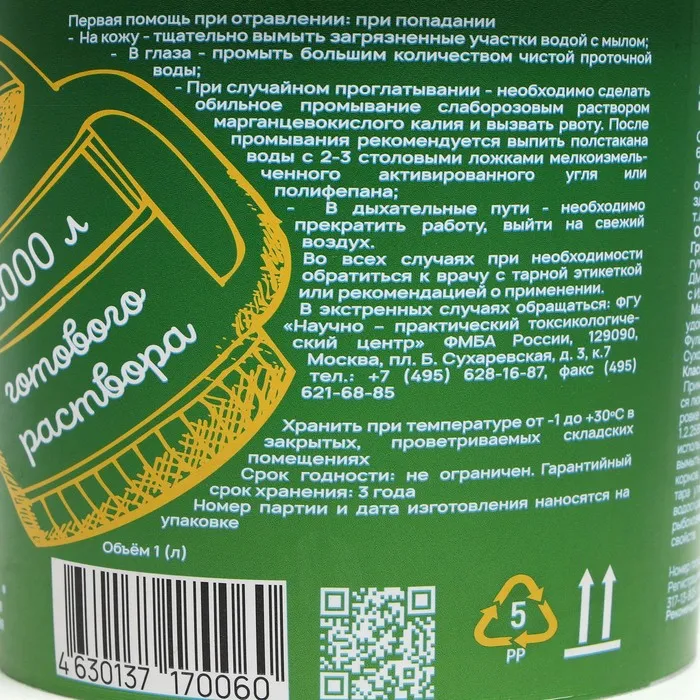 Первая помощь при отравлении: при попадании
- На кожу - тщательно вымыть загрязненные участки водой с мылом;
- В глаза - промыть большим количеством чистой проточной
воды;
- При случайном проглатывании - необходимо сделать
обильное промывание слаборозовым раствором
марганцевокислого калия и вызвать рвоту. После
промывания рекомендуется выпить полстакана
воды с 2-3 столовыми ложками мелкоизмель-
ченного активированного угля или
полифепана;
- В дыхательные пути - необходимо
прекратить работу, выйти на свежий
воздух.
Во всех случаях при необходимости
обратиться к врачу с тарной этикеткой
или рекомендацией о применении.
В экстренных случаях обращаться: ФГУ
«Научно – практический токсикологиче-
ский центр» ФМБА России, 129090,
Москва, пл. Б. Сухаревская, д. 3, к.7
тел.: +7 (495) 628-16-87, факс (495)
621-68-85
000 л
готового
раствора
Хранить при температуре от -1 до +30°С в
закрытых, проветриваемых складских
помещениях
Срок годности: не ограничен. Гарантийный
срок хранения: 3 года
Номер партии и дата изготовления наносятся на
упаковке
Объём 1 (л)
4 630137 170060
5
PP